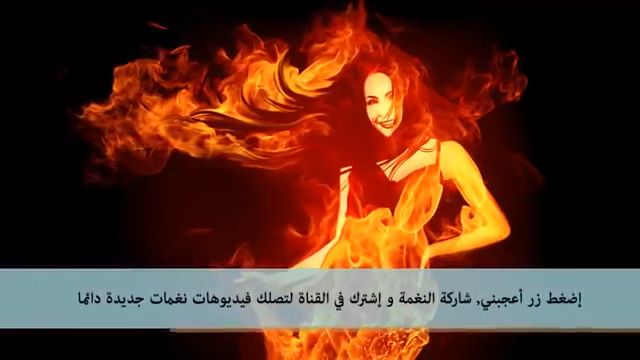 إضغط زر أعجبني, شاركة النغمة و إشترك في القناة لتصلك فيديوهات نغمات جديدة دائما